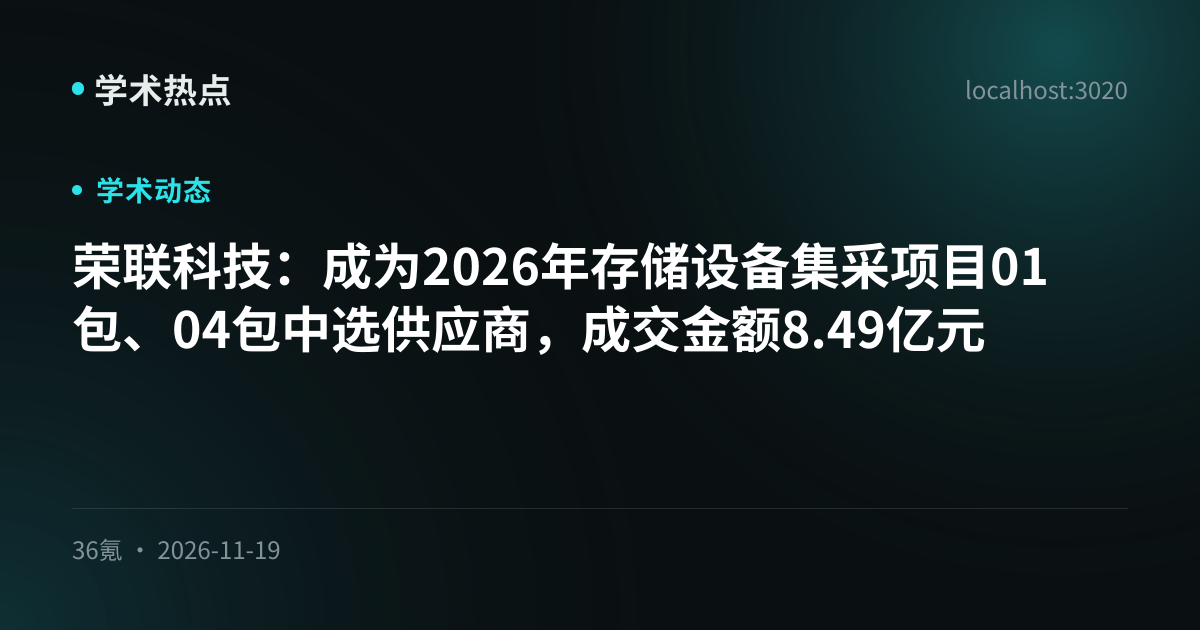 学术热点
localhost:3020
学术动态
荣联科技：成为2026年存储设备集采项目01
包、04包中选供应商，成交金额8.49亿元
36氪 · 2026-11-19